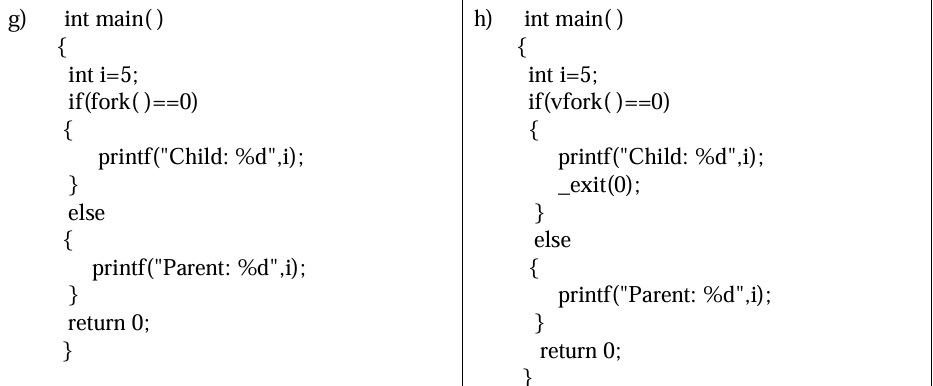 g) int main( )
{
int i=5;
if(fork( )==0)
{
printf("Child: %d",i);
}
else
{
printf("Parent: %d",i);
}
return 0;
}
h) int main( )
{
int i=5;
if(vfork( )==0)
{
printf("Child: %d",i);
_exit(0);
}
else
{
printf("Parent: %d",i);
}
return 0;
}